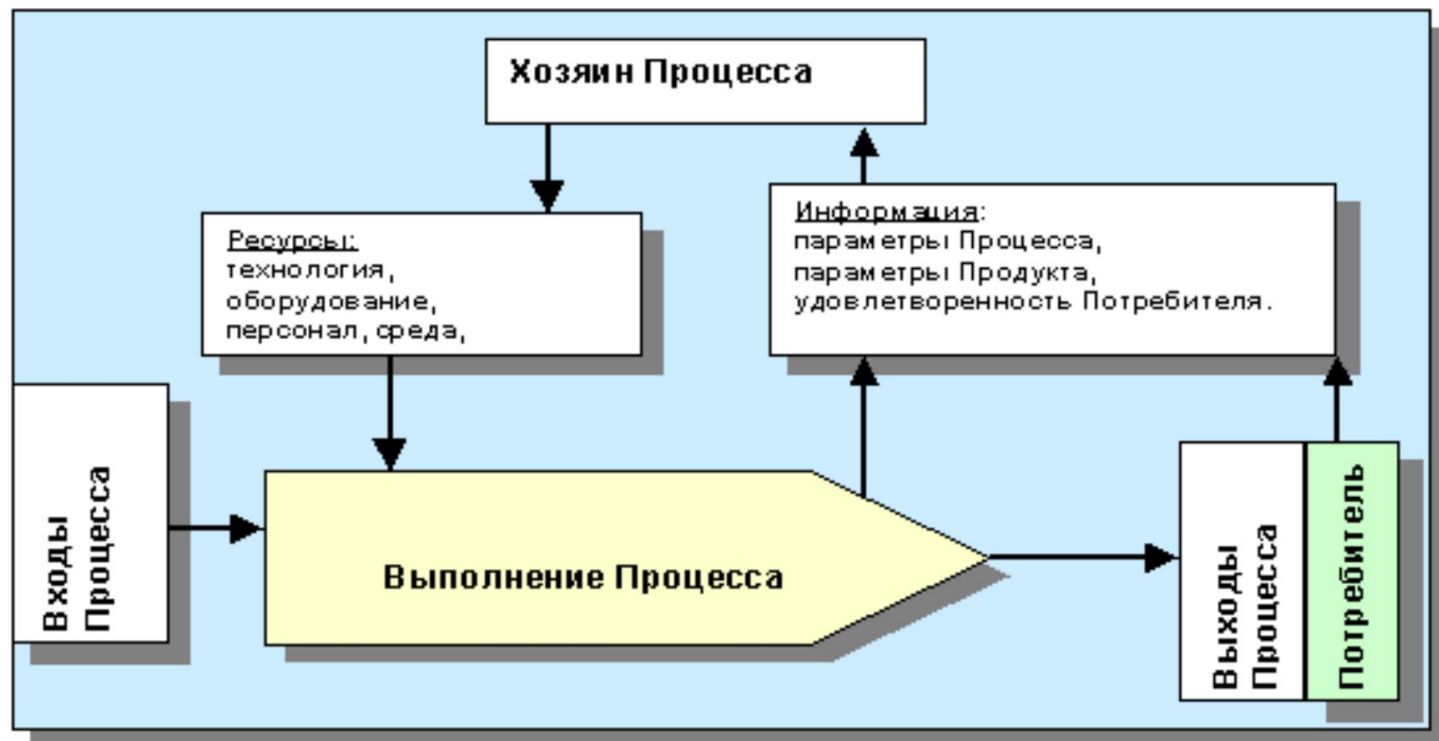 Хозяин Процесса
Ресурсы:
технология,
оборудование,
персонал, среда,
Информация:
параметры Процесса,
параметры Продукта,
удовлетворенность Потребителя.
Входы
Процесса
Выполнение Процесса
Выходы
Процесса
Потребитель